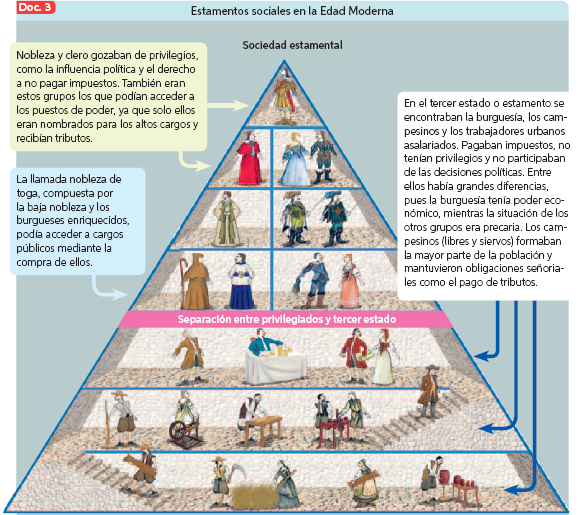 Doc. 3
Estamentos sociales en la Edad Moderna
Sociedad estamental
Nobleza y clero gozaban de privilegios,
como la influencia política y el derecho
a no pagar impuestos. También eran
estos grupos los que podían acceder a
los puestos de poder, ya que solo ellos
eran nombrados para los altos cargos y
recibían tributos.
La llamada nobleza de
toga, compuesta por
la baja nobleza y los
burgueses enriquecidos,
podía acceder a cargos
públicos mediante la
compra de ellos.
En el tercer estado o estamento se
encontraban la burguesía, los cam-
pesinos y los trabajadores urbanos
asalariados. Pagaban impuestos, no
tenían privilegios y no participaban
de las decisiones políticas. Entre
ellos había grandes diferencias,
pues la burguesía tenía poder eco-
nómico, mientras la situación de los
otros grupos era precaria. Los cam-
pesinos (libres y siervos) formaban
la mayor parte de la población y
mantuvieron obligaciones señoria-
les como el pago de tributos.
Separación entre privilegiados y tercer estado